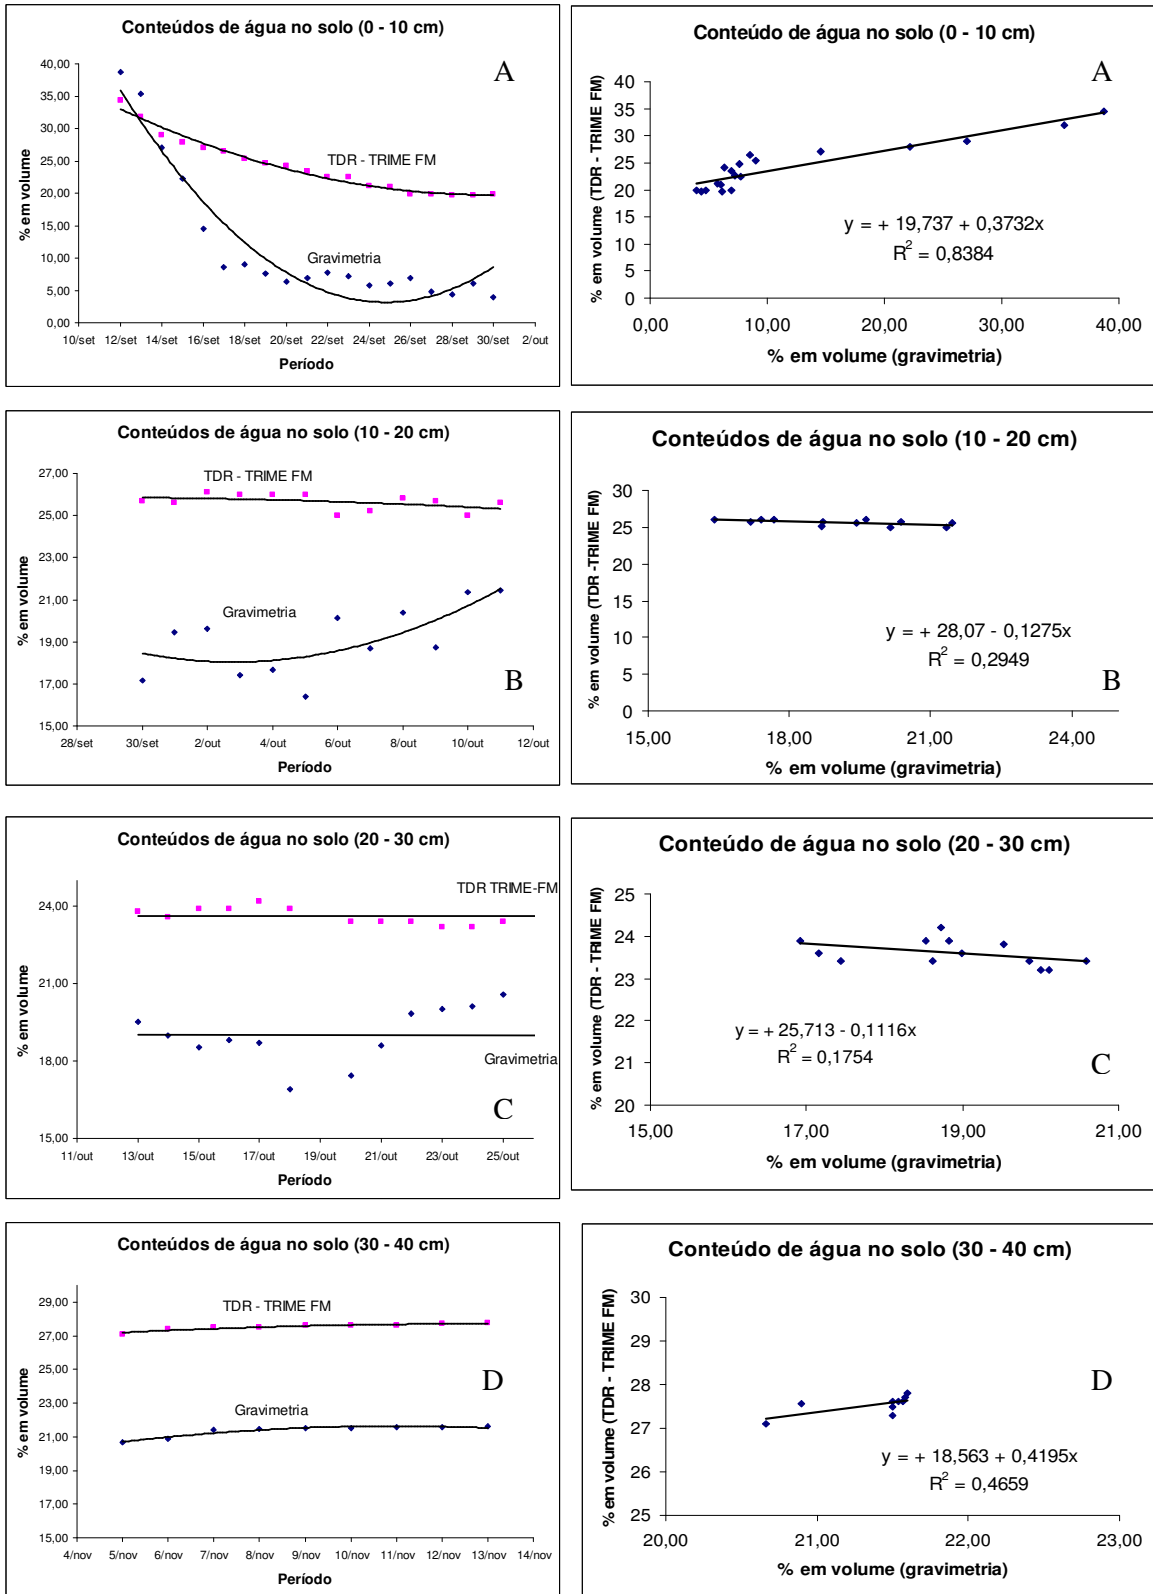 Conteúdos de água no solo (0 - 10 cm)
A
% em volume
40,00
35,00
30,00
25,00
20,00
15,00
10,00
5,00
0,00
TDR - TRIME FM
Gravimetria
10/set 12/set 14/set 16/set 18/set 20/set 22/set 24/set 26/set 28/set 30/set 2/out
Período
Conteúdo de água no solo (0 - 10 cm)
A
% em volume (TDR - TRIME FM)
40
35
30
25
20
15
10
5
0
y = + 19,737 + 0,3732x
R² = 0,8384
0,00 10,00 20,00 30,00 40,00
% em volume (gravimetria)
Conteúdos de água no solo (10 - 20 cm)
% em volume
27,00
25,00
23,00
21,00
19,00
17,00
15,00
TDR - TRIME FM
Gravimetria
B
28/set 30/set 2/out 4/out 6/out 8/out 10/out 12/out
Período
Conteúdos de água no solo (10 - 20 cm)
% em volume (TDR -TRIME FM)
30
25
20
15
10
5
0
y = + 28,07 - 0,1275x
R² = 0,2949
B
15,00 18,00 21,00 24,00
% em volume (gravimetria)
Conteúdos de água no solo (20 - 30 cm)
% em volume
24,00
21,00
18,00
15,00
TDR TRIME-FM
Gravimetria
C
11/out 13/out 15/out 17/out 19/out 21/out 23/out 25/out
Período
Conteúdo de água no solo (20 - 30 cm)
% em volume (TDR - TRIME FM)
25
24
23
22
21
20
y = + 25,713 - 0,1116x
R² = 0,1754
C
15,00 17,00 19,00 21,00
% em volume (gravimetria)
Conteúdos de água no solo (30 - 40 cm)
% em volume
29,00
27,00
25,00
23,00
21,00
19,00
17,00
15,00
TDR - TRIME FM
D
Gravimetria
4/nov 5/nov 6/nov 7/nov 8/nov 9/nov 10/nov 11/nov 12/nov 13/nov 14/nov
Período
Conteúdo de água no solo (30 - 40 cm)
% em volume (TDR - TRIME FM)
30
29
28
27
26
25
D
y = + 18,563 + 0,4195x
R² = 0,4659
20,00 21,00 22,00 23,00
% em volume (gravimetria)